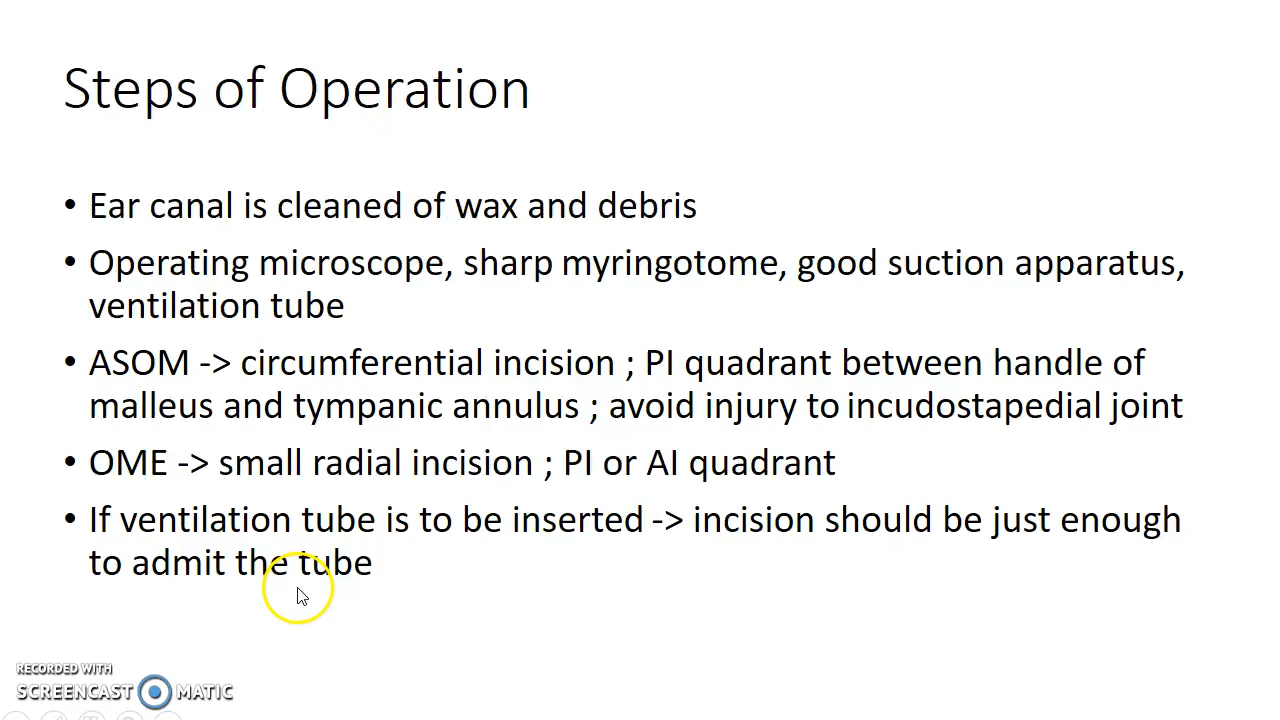 Steps of Operation
• Ear canal is cleaned of wax and debris
• Operating microscope, sharp myringotome, good suction apparatus,
ventilation tube
• ASOM -> circumferential incision ; PI quadrant between handle of
malleus and tympanic annulus ; avoid injury to incudostapedial joint
• OME -> small radial incision ; PI or AI quadrant
• If ventilation tube is to be inserted -> incision should be just enough
to admit the tube
RECORDED WITH
SCREENCAST MATIC